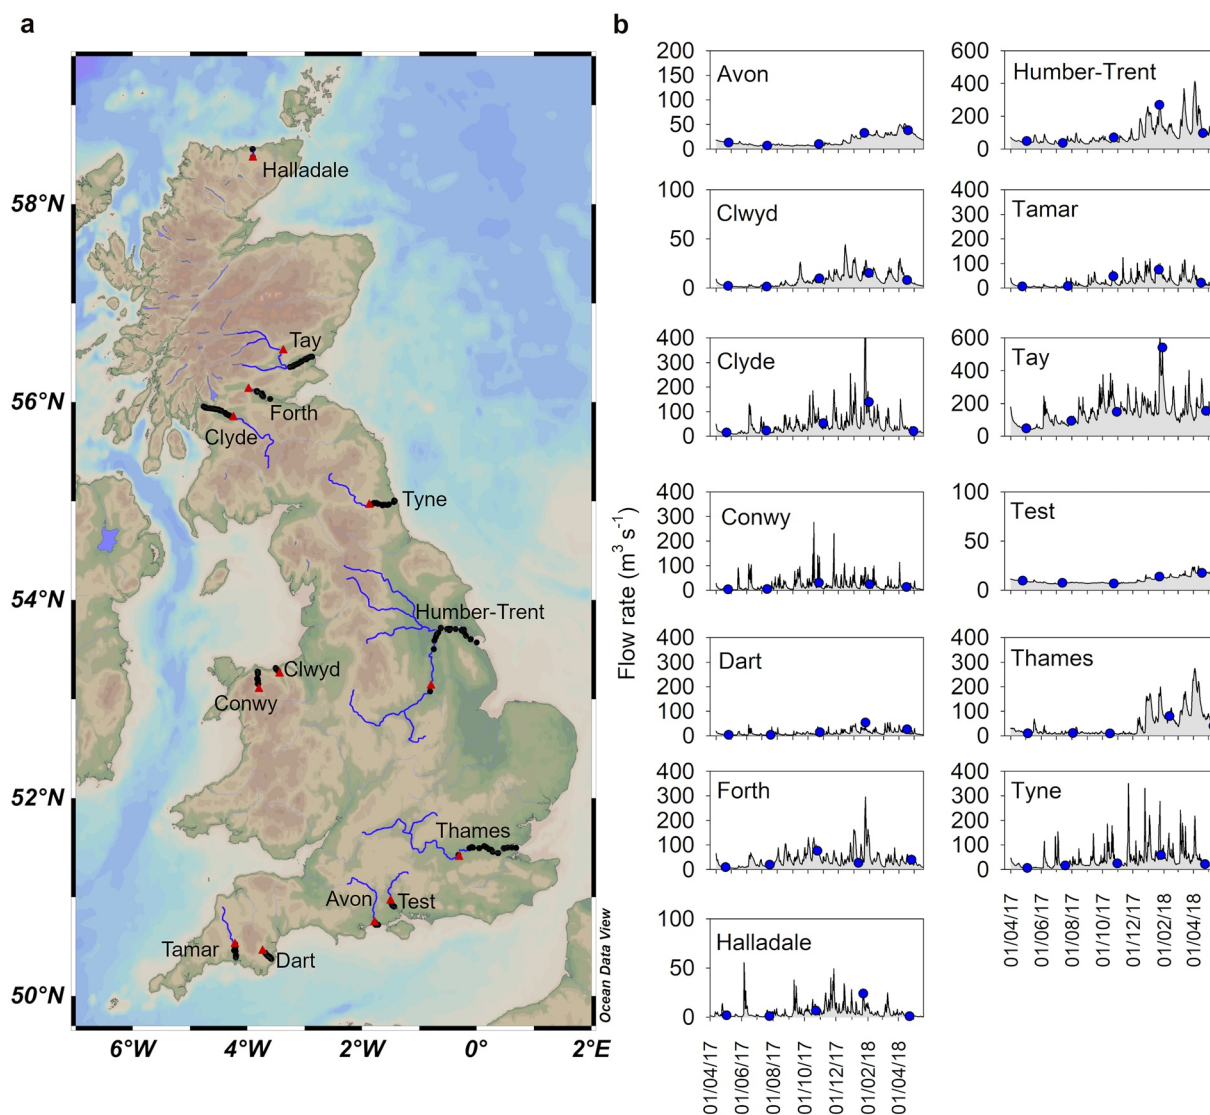 a
58°N
56°N
54°N
52°N
50°N
6°W
4°W
2°W
0°
2°E
Halladale
Tay
Forth
Clyde
Tyne
Humber-Trent
Clwyd
Conwy
Thames
Avon
Test
Tamar
Dart
Ocean Data View
b
Flow rate (m³ s⁻¹)
200
150
100
50
0
Avon
600
400
200
0
Humber-Trent
100
50
0
Clwyd
400
300
200
100
0
Tamar
400
300
200
100
0
Clyde
600
400
200
0
Tay
400
300
200
100
0
Conwy
100
50
0
Test
400
300
200
100
0
Dart
400
300
200
100
0
Thames
400
300
200
100
0
Forth
400
300
200
100
0
Tyne
01/04/17
01/06/17
01/08/17
01/10/17
01/12/17
01/02/18
01/04/18
100
50
0
Halladale
01/04/17
01/06/17
01/08/17
01/10/17
01/12/17
01/02/18
01/04/18